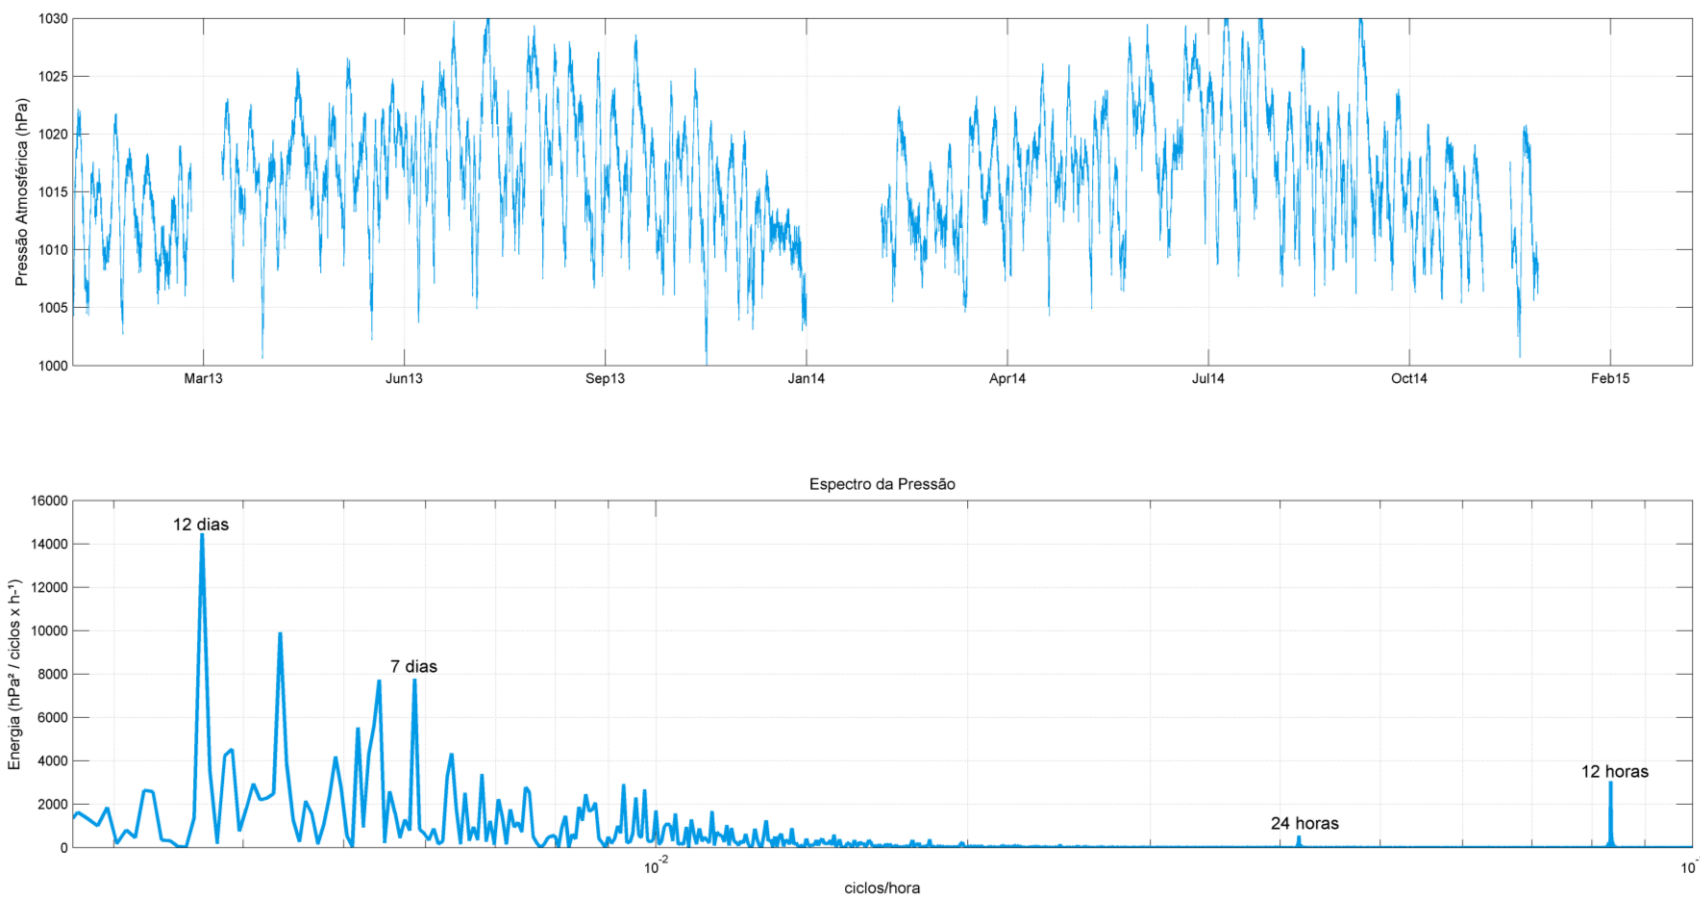 Pressão Atmosférica (hPa)
1030
1025
1020
1015
1010
1005
1000
Mar13 Jun13 Sep13 Jan14 Apr14 Jul14 Oct14 Feb15
Espectro da Pressão
Energia (hPa² / ciclos x h-¹)
16000
14000
12000
10000
8000
6000
4000
2000
0
12 dias
7 dias
24 horas
12 horas
10-2 10-
ciclos/hora